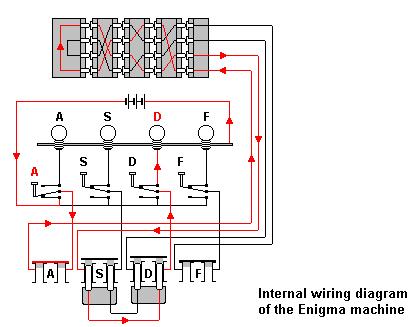 A S D F
A S D F
A S D F
Internal wiring diagram
of the Enigma machine